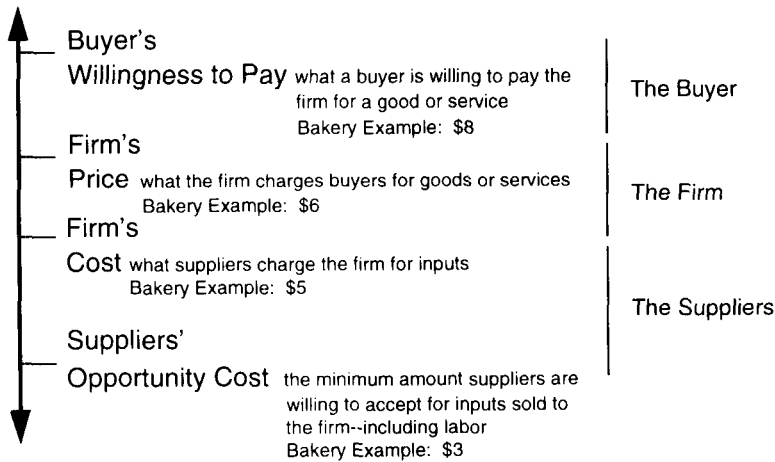 Buyer's
Willingness to Pay what a buyer is willing to pay the
firm for a good or service
Bakery Example: $8
The Buyer
Firm's
Price what the firm charges buyers for goods or services
Bakery Example: $6
The Firm
Firm's
Cost what suppliers charge the firm for inputs
Bakery Example: $5
The Suppliers
Suppliers'
Opportunity Cost the minimum amount suppliers are
willing to accept for inputs sold to
the firm--including labor
Bakery Example: $3